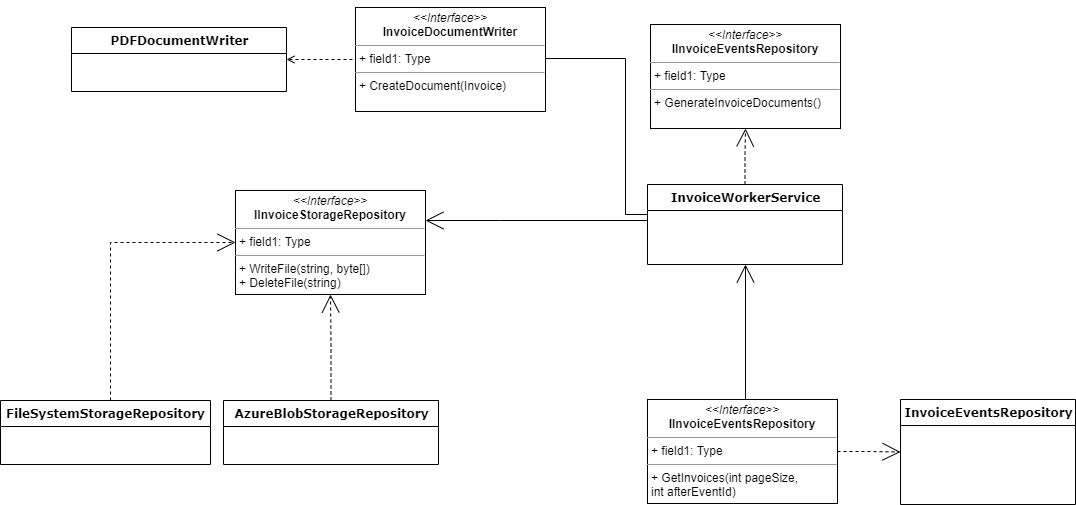 PDFDocumentWriter
<<Interface>>
InvoiceDocumentWriter
+ field1: Type
+ CreateDocument(Invoice)
<<Interface>>
IInvoiceEventsRepository
+ field1: Type
+ GenerateInvoiceDocuments()
<<Interface>>
IInvoiceStorageRepository
+ field1: Type
+ WriteFile(string, byte[])
+ DeleteFile(string)
InvoiceWorkerService
FileSystemStorageRepository
AzureBlobStorageRepository
<<Interface>>
IInvoiceEventsRepository
+ field1: Type
+ GetInvoices(int pageSize,
int afterEventId)
InvoiceEventsRepository